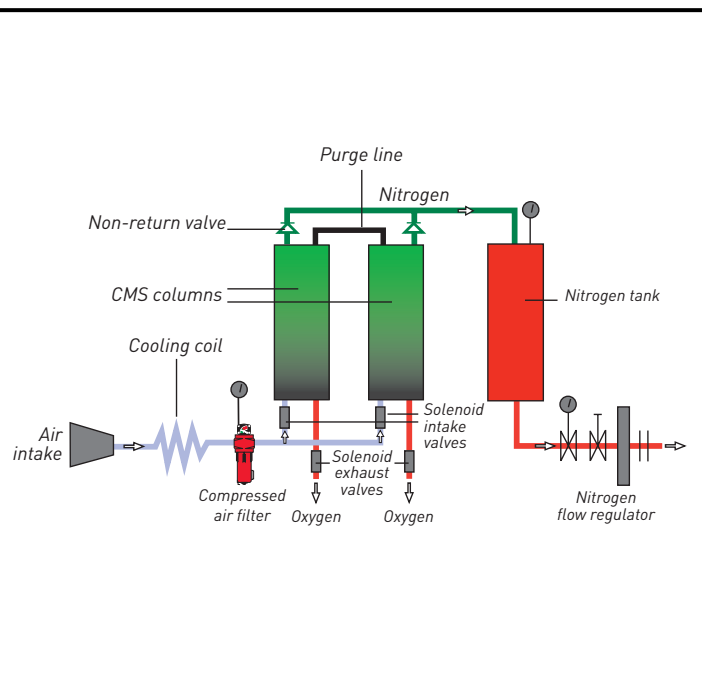 Purge line
Nitrogen
Non-return valve
CMS columns
Nitrogen tank
Cooling coil
Solenoid
intake
valves
Air
intake
Solenoid
exhaust
valves
Compressed
air filter
Oxygen
Oxygen
Nitrogen
flow regulator